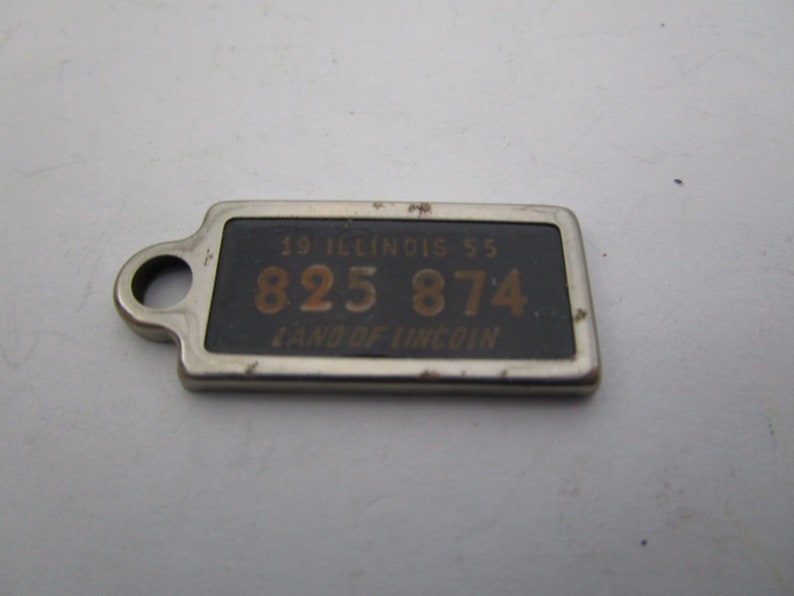 19 ILLINOIS 55
825 874
LAND OF LINCOLN